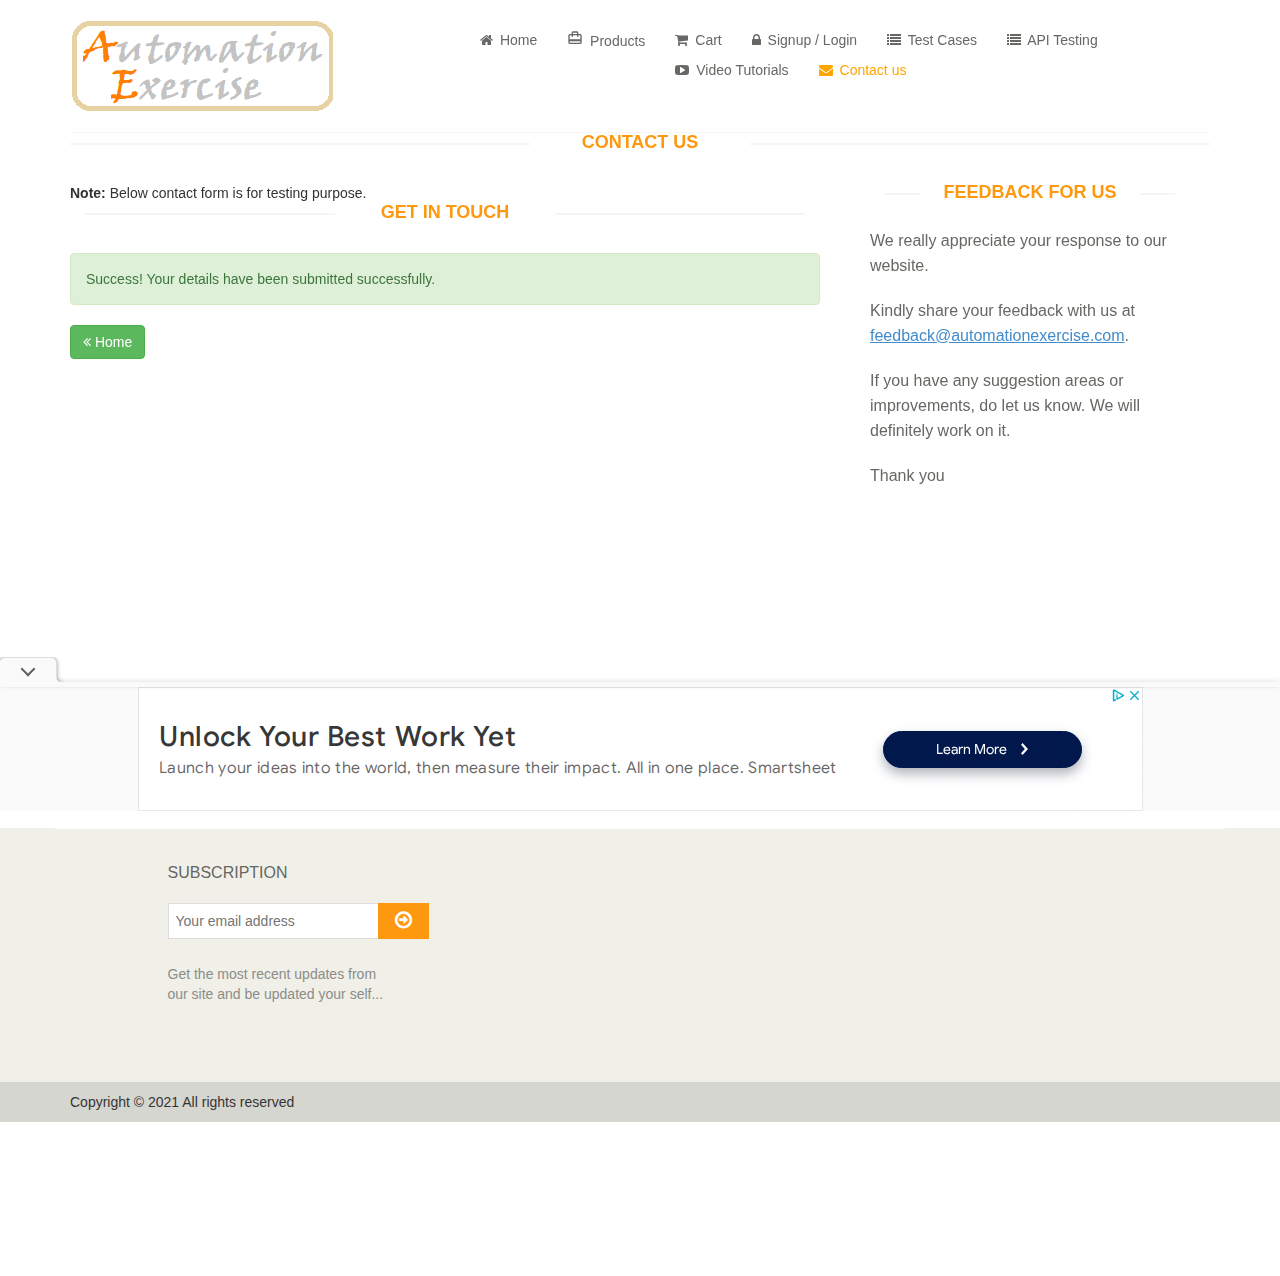 Automation
Exercise
Home
Products
Cart
Signup / Login
Test Cases
API Testing
Video Tutorials
Contact us
CONTACT US
Note: Below contact form is for testing purpose.
GET IN TOUCH
Success! Your details have been submitted successfully.
Home
FEEDBACK FOR US
We really appreciate your response to our
website.
Kindly share your feedback with us at
feedback@automationexercise.com.
If you have any suggestion areas or
improvements, do let us know. We will
definitely work on it.
Thank you
Unlock Your Best Work Yet
Launch your ideas into the world, then measure their impact. All in one place. Smartsheet
Learn More
SUBSCRIPTION
Your email address
Get the most recent updates from
our site and be updated your self...
Copyright © 2021 All rights reserved